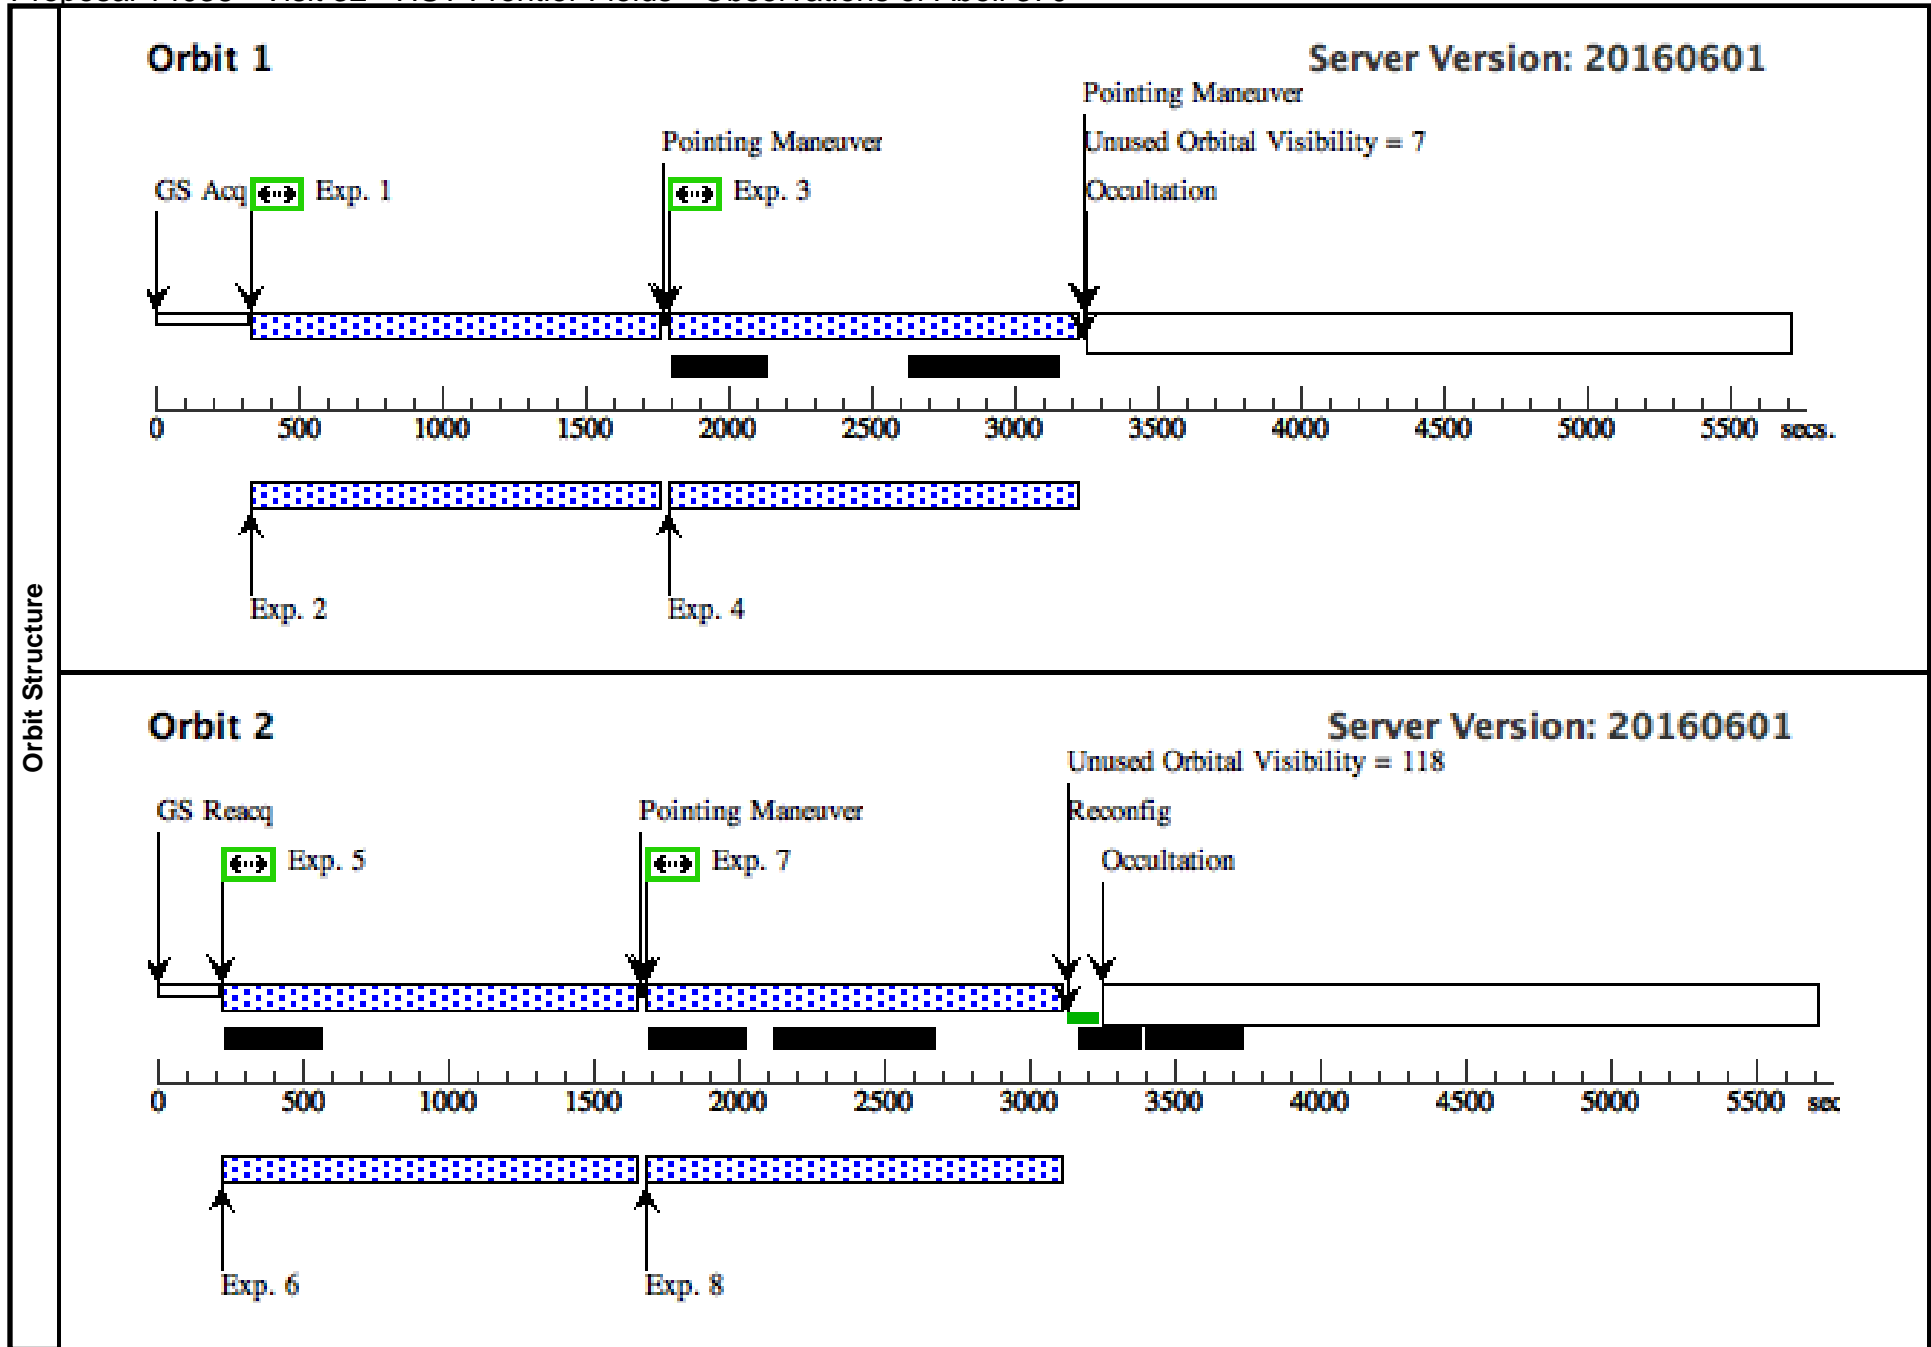 Orbit Structure
Orbit 1
Server Version: 20160601
Pointing Maneuver
Pointing Maneuver
Unused Orbital Visibility = 7
GS Acq
Exp. 1
Exp. 3
Occultation
0 500 1000 1500 2000 2500 3000 3500 4000 4500 5000 5500 secs.
Exp. 2
Exp. 4
Orbit 2
Server Version: 20160601
Unused Orbital Visibility = 118
GS Reacq
Pointing Maneuver
Reconfig
Exp. 5
Exp. 7
Occultation
0 500 1000 1500 2000 2500 3000 3500 4000 4500 5000 5500 sec
Exp. 6
Exp. 8